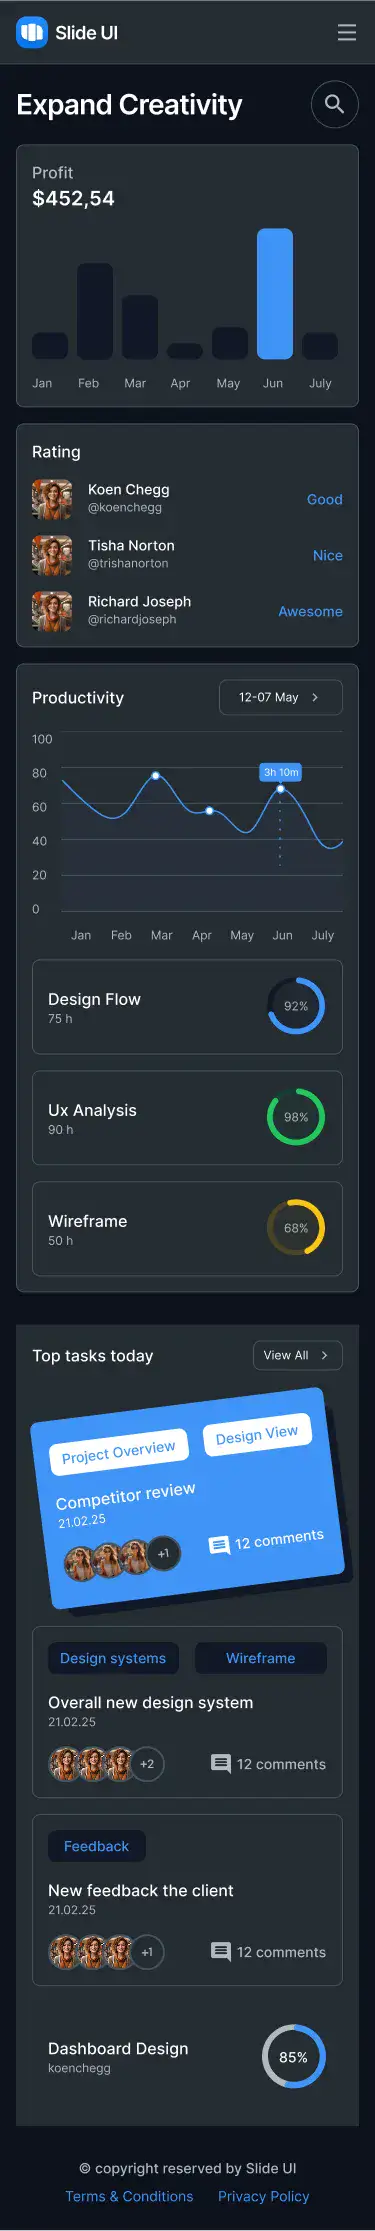 Slide UI
Expand Creativity
Profit
$452,54
Jan Feb Mar Apr May Jun July
Rating
Koen Chegg
@koenchegg
Good
Tisha Norton
@trishanorton
Nice
Richard Joseph
@richardjoseph
Awesome
Productivity
12-07 May
100
80
3h 10m
60
40
20
0
Jan Feb Mar Apr May Jun July
Design Flow
75 h
92%
Ux Analysis
90 h
98%
Wireframe
50 h
68%
Top tasks today
View All
Project Overview Design View
Competitor review
21.02.25
+1
12 comments
Design systems Wireframe
Overall new design system
21.02.25
+2
12 comments
Feedback
New feedback the client
21.02.25
+1
12 comments
Dashboard Design
koenchegg
85%
© copyright reserved by Slide UI
Terms & Conditions Privacy Policy